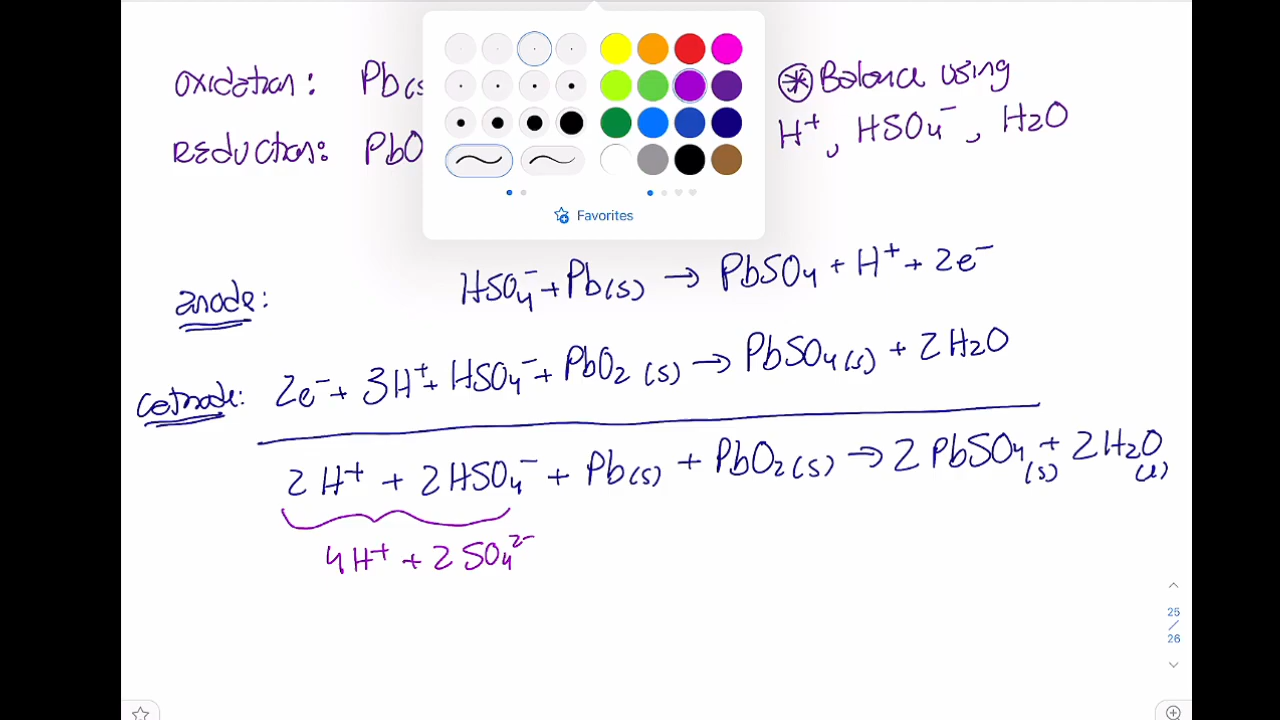 Oxidation: Pb(s
Reduction: PbO
⊛ Balance using
H⁺, HSO₄⁻, H₂O
Favorites
anode: HSO₄⁻ + Pb(s) → PbSO₄ + H⁺ + 2e⁻
cathode: 2e⁻ + 3H⁺ + HSO₄⁻ + PbO₂ (s) → PbSO₄(s) + 2H₂O
2H⁺ + 2HSO₄⁻ + Pb(s) + PbO₂(s) → 2PbSO₄(s) + 2H₂O(l)
4H⁺ + 2SO₄²⁻
25
/
26